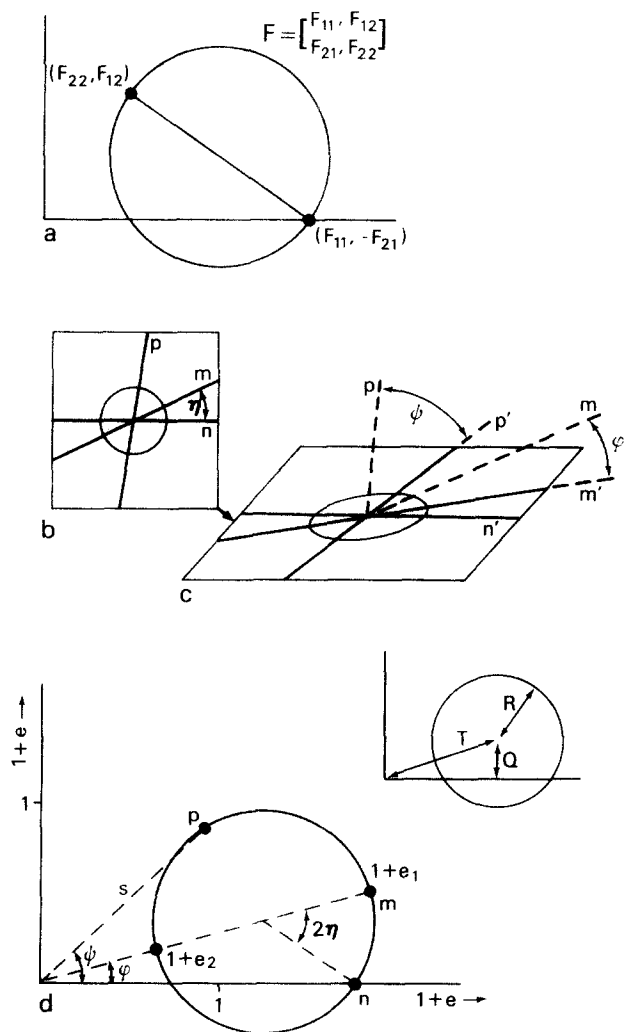 F = [F11, F12
F21, F22]
(F22, F12)
(F11, -F21)
a
p
m
η
n
b
p
ψ
p'
m
φ
m'
n'
c
1+e →
1
R
T
Q
p
s
1+e1
m
2η
1+e2
ψ
φ
n
d
1
1+e →